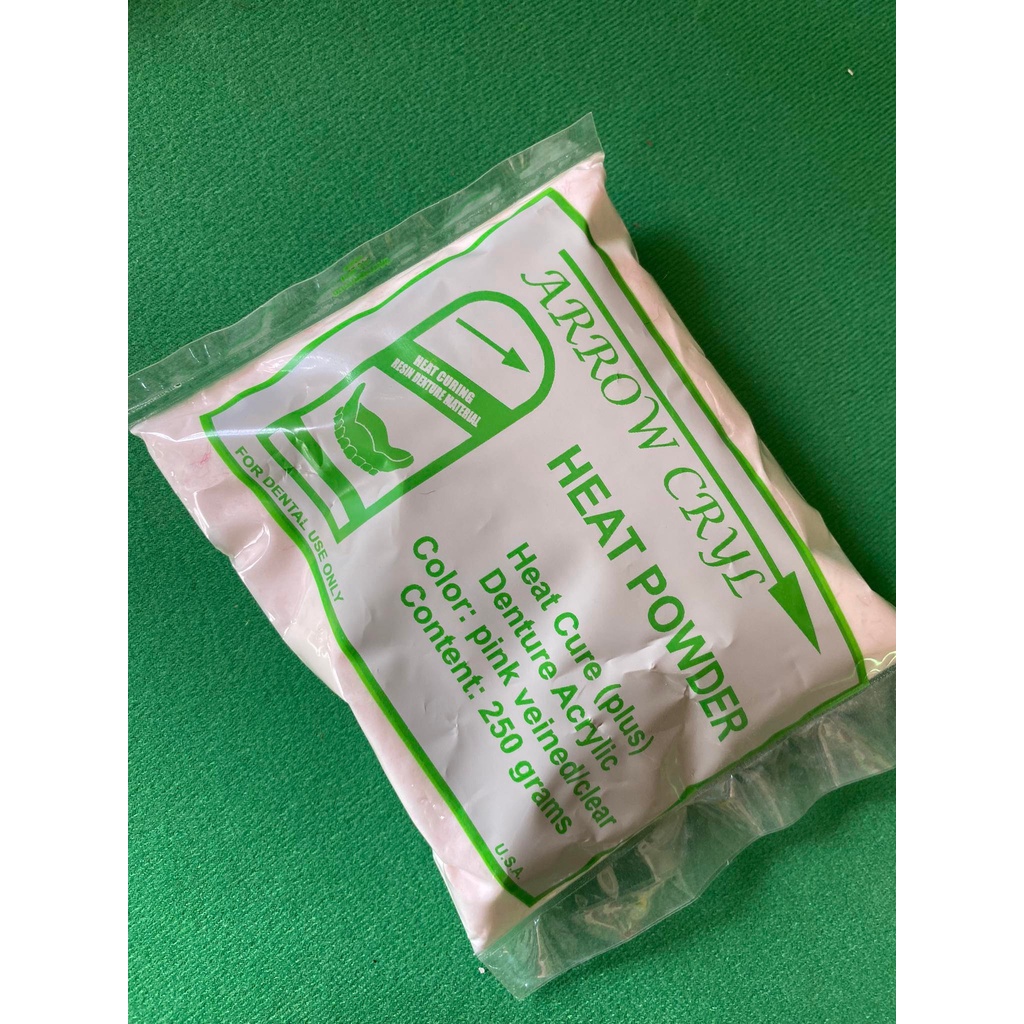 ARROW CRYL
HEAT POWDER
HEAT CURING
RESIN DENTURE MATERIAL
Heat Cure (plus)
Denture Acrylic
Color: pink veined/clear
Content: 250 grams
FOR DENTAL USE ONLY
U.S.A.